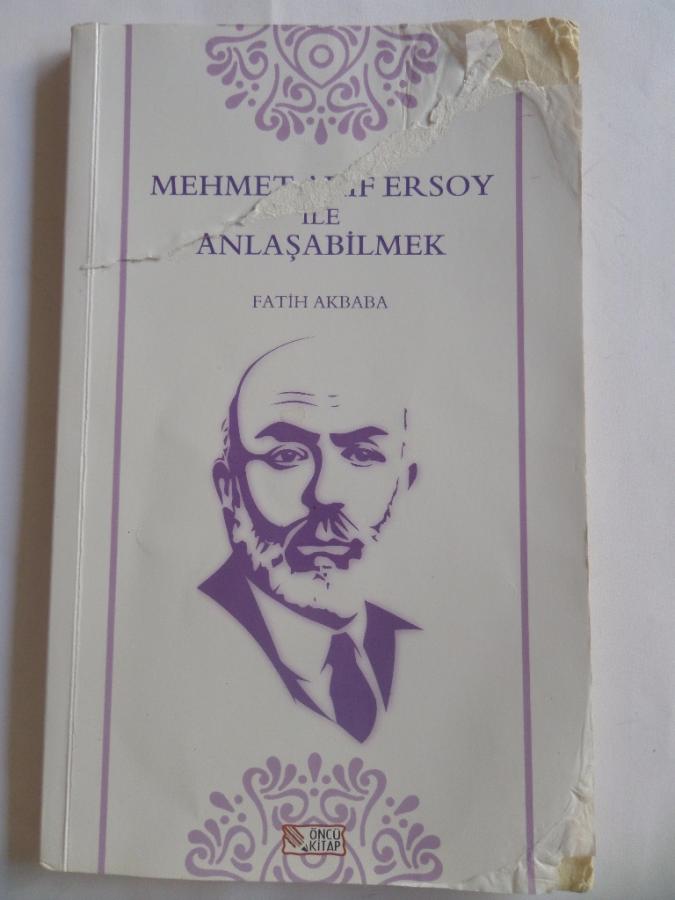 MEHMET ERSOY
İLE
ANLAŞABİLMEK
FATİH AKBABA
ÖNCÜ
KİTAP